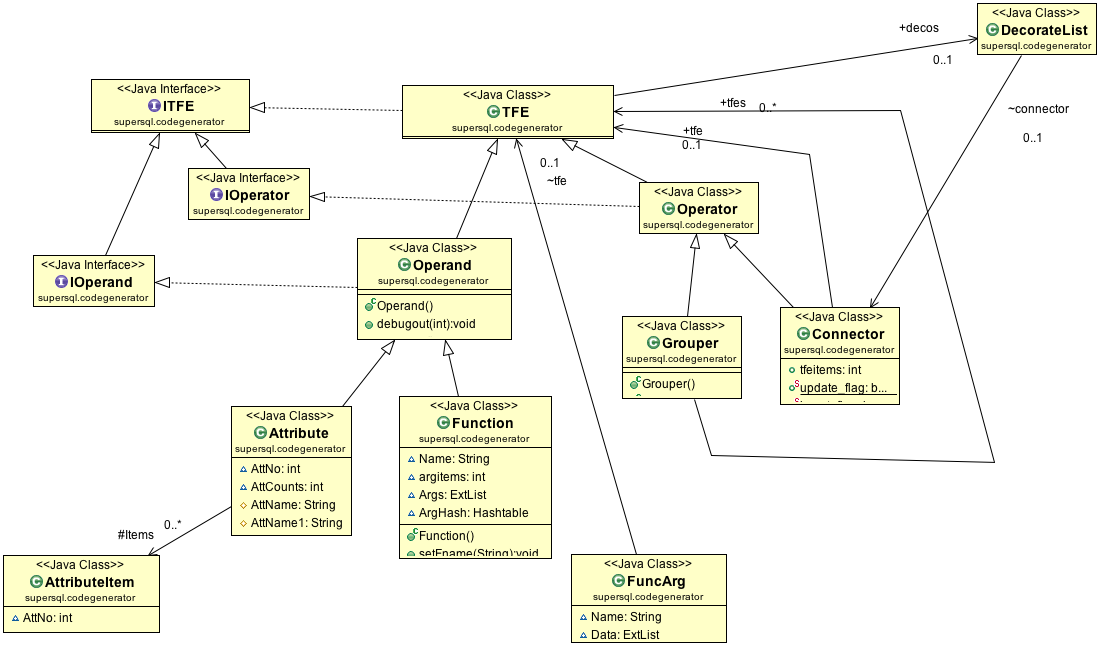 <<Java Class>>
DecorateList
supersql.codegenerator
+decos
0..1
<<Java Interface>>
ITFE
supersql.codegenerator
<<Java Class>>
TFE
supersql.codegenerator
+tfes
0..*
~connector
0..1
+tfe
0..1
0..1
~tfe
<<Java Interface>>
IOperator
supersql.codegenerator
<<Java Class>>
Operator
supersql.codegenerator
<<Java Interface>>
IOperand
supersql.codegenerator
<<Java Class>>
Operand
supersql.codegenerator
Operand()
debugout(int):void
<<Java Class>>
Grouper
supersql.codegenerator
Grouper()
<<Java Class>>
Connector
supersql.codegenerator
tfeitems: int
update_flag: b...
<<Java Class>>
Attribute
supersql.codegenerator
AttNo: int
AttCounts: int
AttName: String
AttName1: String
<<Java Class>>
Function
supersql.codegenerator
Name: String
argitems: int
Args: ExtList
ArgHash: Hashtable
Function()
setFname(String):void
0..*
#Items
<<Java Class>>
AttributeItem
supersql.codegenerator
AttNo: int
<<Java Class>>
FuncArg
supersql.codegenerator
Name: String
Data: ExtList